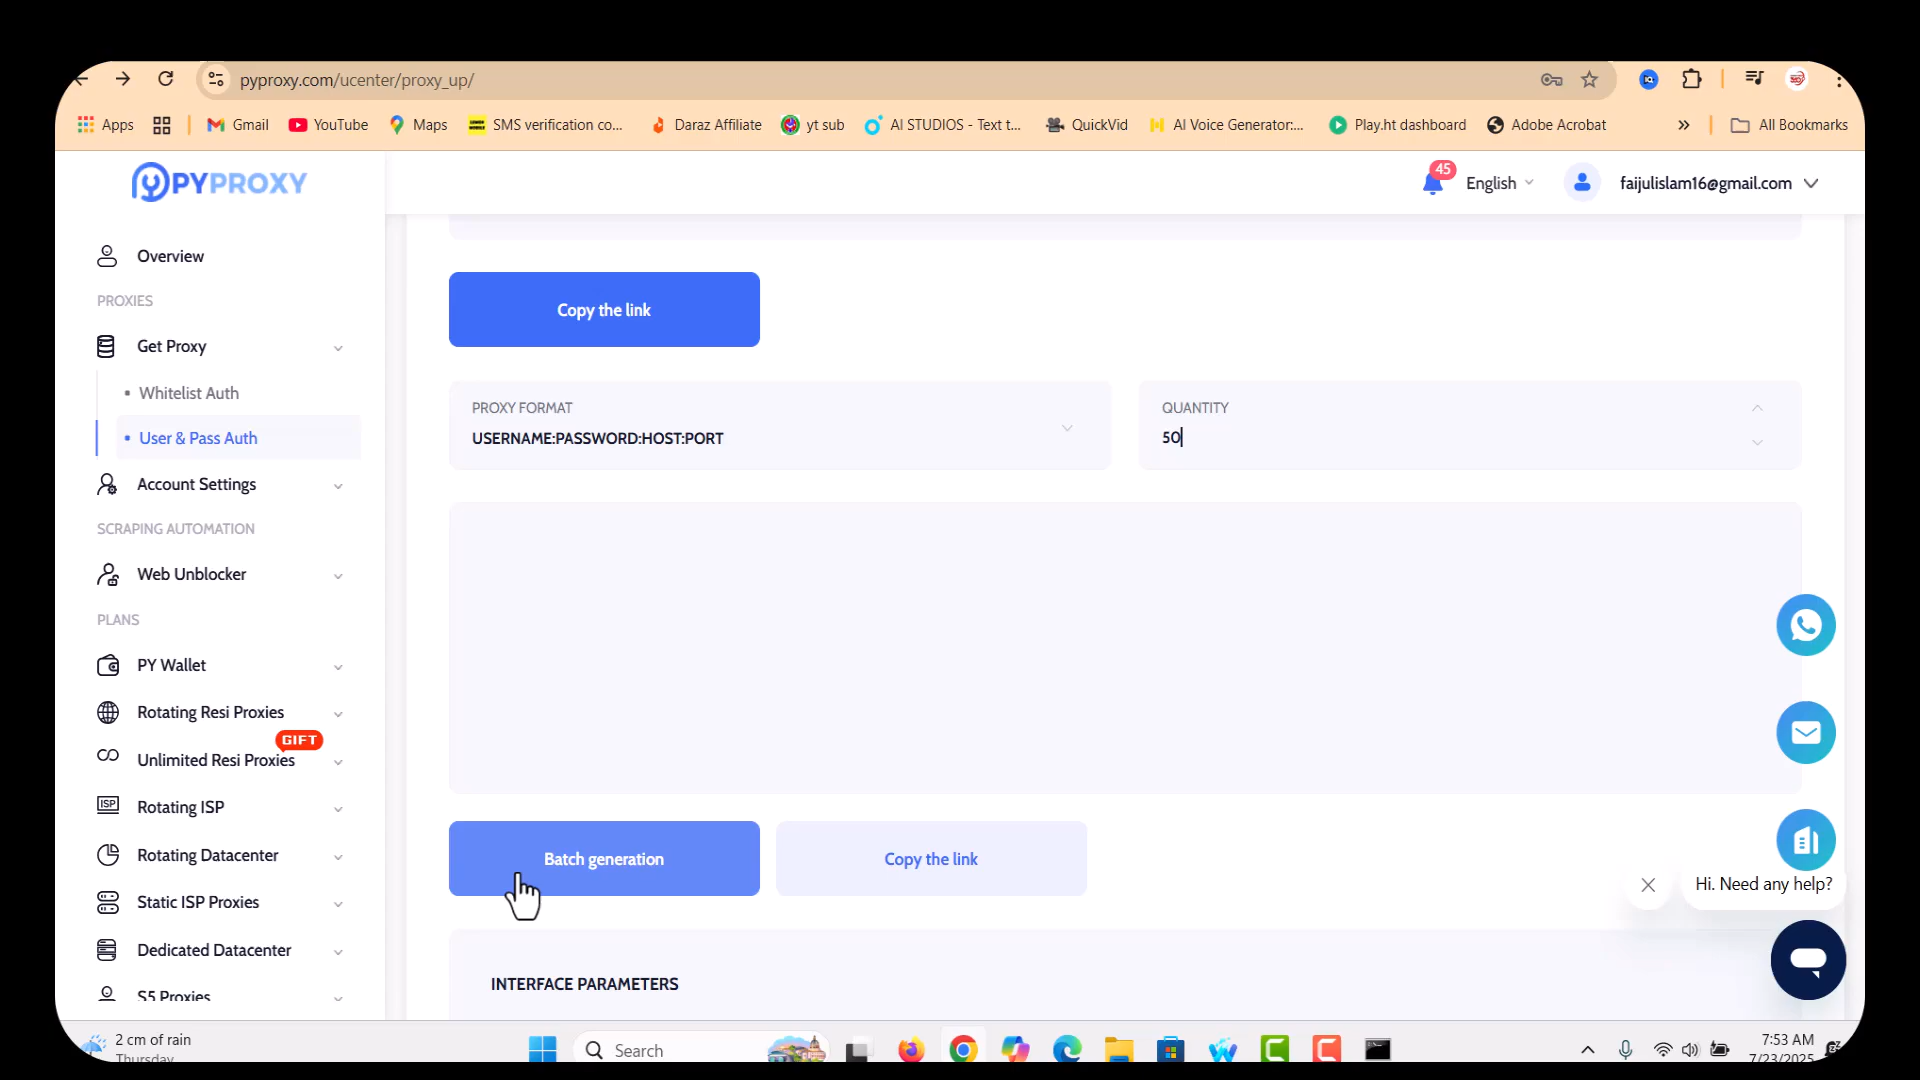 pyproxy.com/ucenter/proxy_up/
Apps
Gmail
YouTube
Maps
SMS verification co...
Daraz Affiliate
yt sub
AI STUDIOS - Text t...
QuickVid
AI Voice Generator:...
Play.ht dashboard
Adobe Acrobat
»
All Bookmarks
PYPROXY
45
English
faijulislam16@gmail.com
Overview
PROXIES
Get Proxy
Whitelist Auth
User & Pass Auth
Account Settings
SCRAPING AUTOMATION
Web Unblocker
PLANS
PY Wallet
Rotating Resi Proxies
GIFT
Unlimited Resi Proxies
ISP
Rotating ISP
Rotating Datacenter
Static ISP Proxies
Dedicated Datacenter
S5 Proxies
Copy the link
PROXY FORMAT
USERNAME:PASSWORD:HOST:PORT
QUANTITY
50
Batch generation
Copy the link
INTERFACE PARAMETERS
Hi. Need any help?
2 cm of rain
Thursday
Search
7:53 AM
7/23/2025